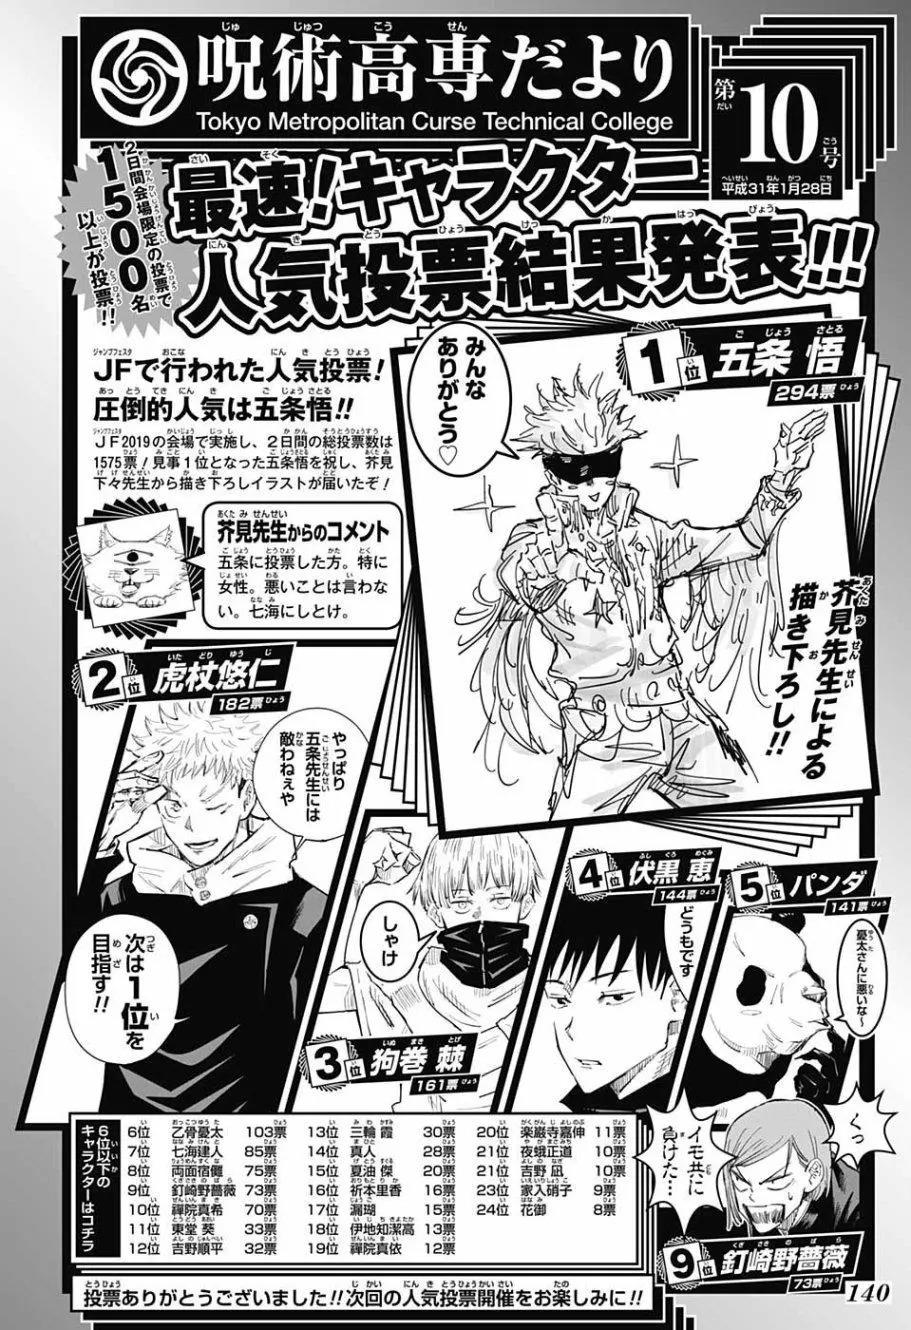 呪術高専だより
Tokyo Metropolitan Curse Technical College
第10号
平成31年1月28日
2日間会場限定の投票で
1500名
以上が投票!!
最速!キャラクター
人気投票結果発表!!!
JFで行われた人気投票!
圧倒的人気は五条悟!!
JF2019の会場で実施し、2日間の総投票数は
1575票!見事1位となった五条悟を祝し、芥見
下々先生から描き下ろしイラストが届いたぞ!
芥見先生からのコメント
五条に投票した方。特に
女性。悪いことは言わな
い。七海にしとけ。
1位 五条 悟
294票
みんな
ありがとう♡
芥見先生による
描き下ろし!!
2位 虎杖悠仁
182票
やっぱり
五条先生には
敵わねぇや
次は1位を
目指す!!
3位 狗巻 棘
161票
しゃけ
4位 伏黒 恵
144票
どうもです
5位 パンダ
141票
憂太さんに悪いな〜
6位以下の
キャラクターはコチラ
6位 乙骨憂太 103票
7位 七海建人 85票
8位 両面宿儺 75票
9位 釘崎野薔薇 73票
10位 禪院真希 70票
11位 東堂 葵 33票
12位 吉野順平 32票
13位 三輪 霞 30票
14位 真人 28票
15位 夏油 傑 20票
16位 祈本里香 16票
17位 漏瑚 15票
18位 伊地知潔高 13票
19位 禪院真依 12票
20位 楽巌寺嘉伸 11票
21位 夜蛾正道 10票
21位 吉野 凪 10票
23位 家入硝子 9票
24位 花御 8票
くっ
イモ共に
負けた…
9位 釘崎野薔薇
73票
投票ありがとうございました!!次回の人気投票開催をお楽しみに!!
140